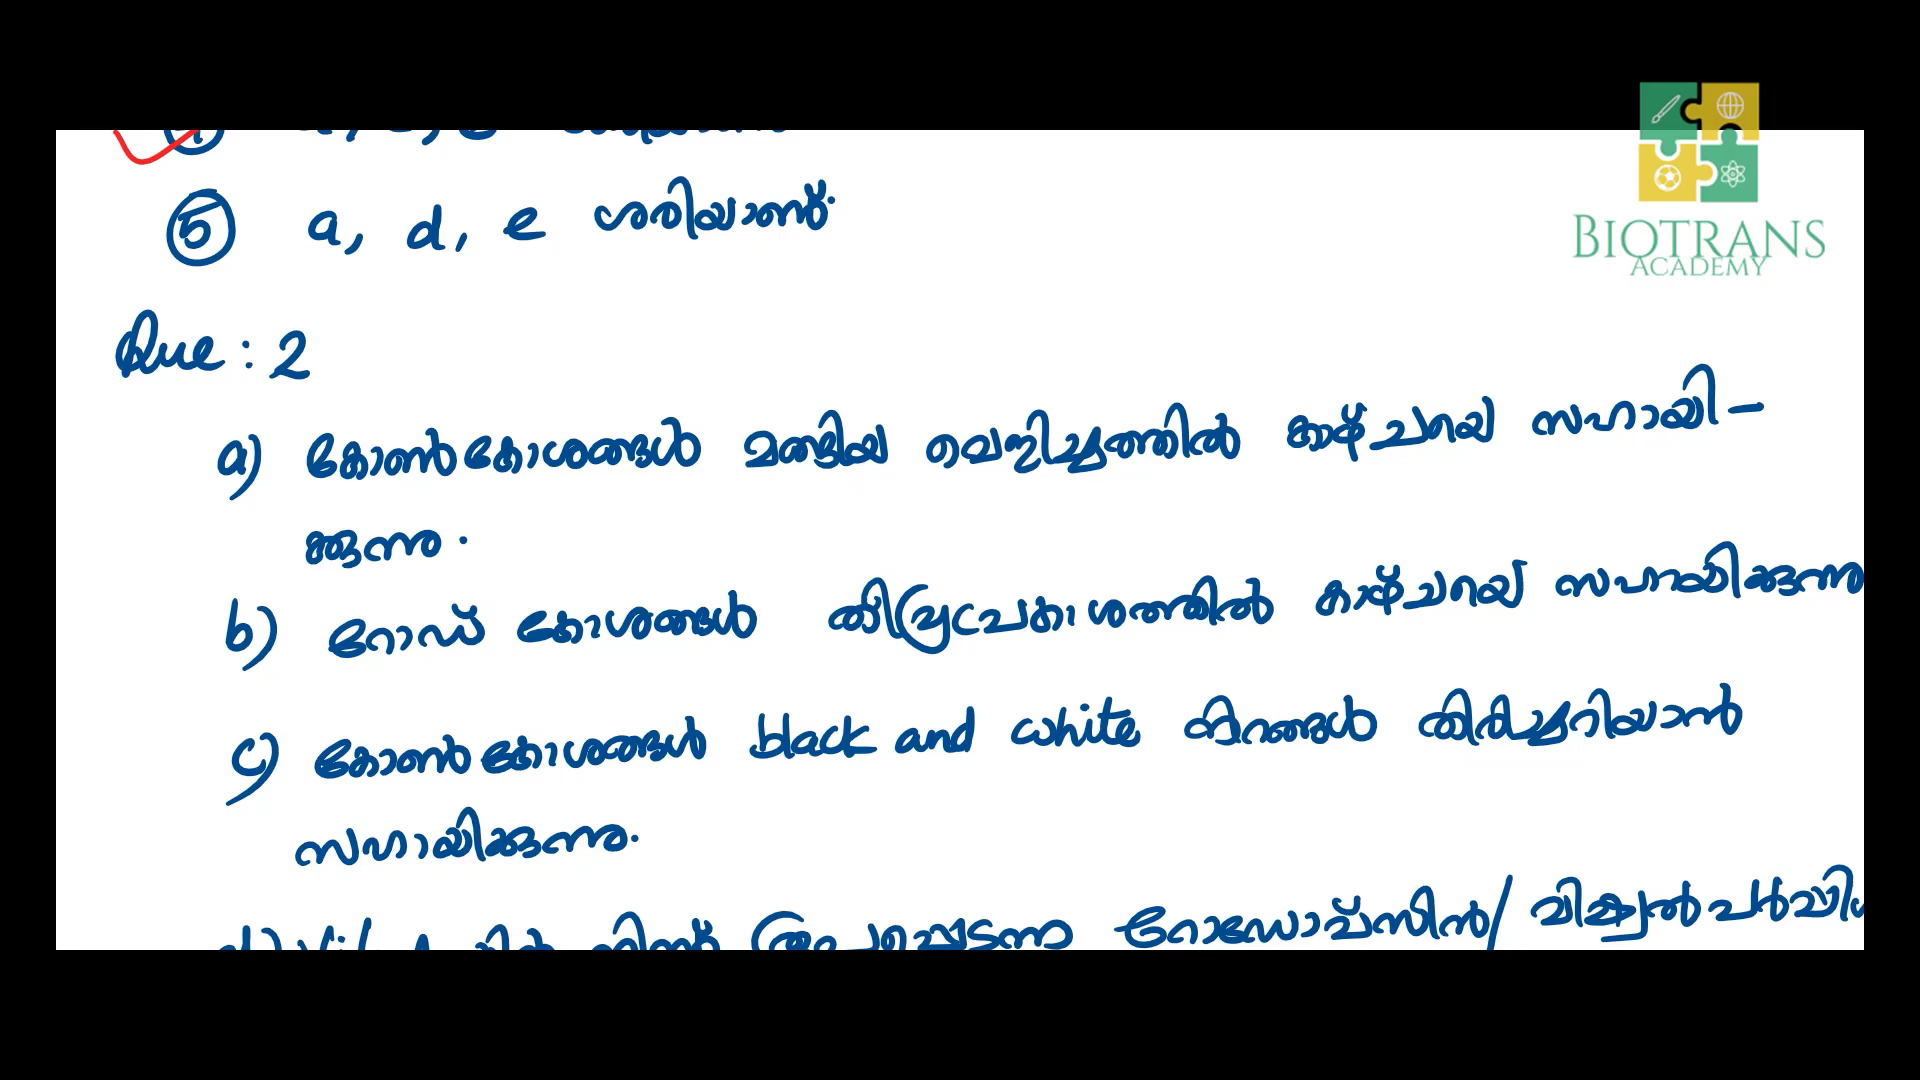 ⑤ a, d, e ശരിയാണ്.
BIOTRANS
ACADEMY
Que : 2
a) കോൺകോശങ്ങൾ മങ്ങിയ വെളിച്ചത്തിൽ കാഴ്ചയെ സഹായി-
ക്കുന്നു.
b) റോഡ് കോശങ്ങൾ തീവ്രപ്രകാശത്തിൽ കാഴ്ചയെ സഹായിക്കുന്നു
c) കോൺകോശങ്ങൾ black and white നിറങ്ങൾ തിരിച്ചറിയാൻ
സഹായിക്കുന്നു.
നിന്ന് രൂപപ്പെടുന്ന റോഡോപ്സിൻ/